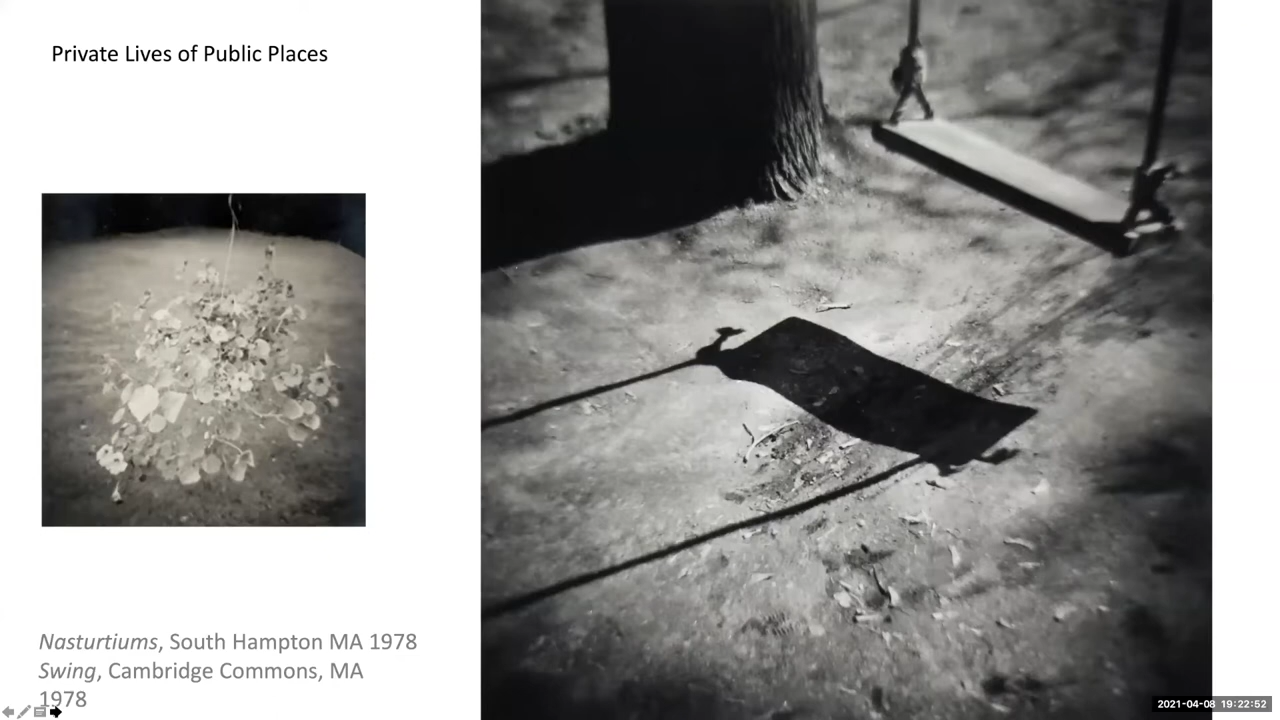 Private Lives of Public Places
Nasturtiums, South Hampton MA 1978
Swing, Cambridge Commons, MA
1978
2021-04-08 19:22:52